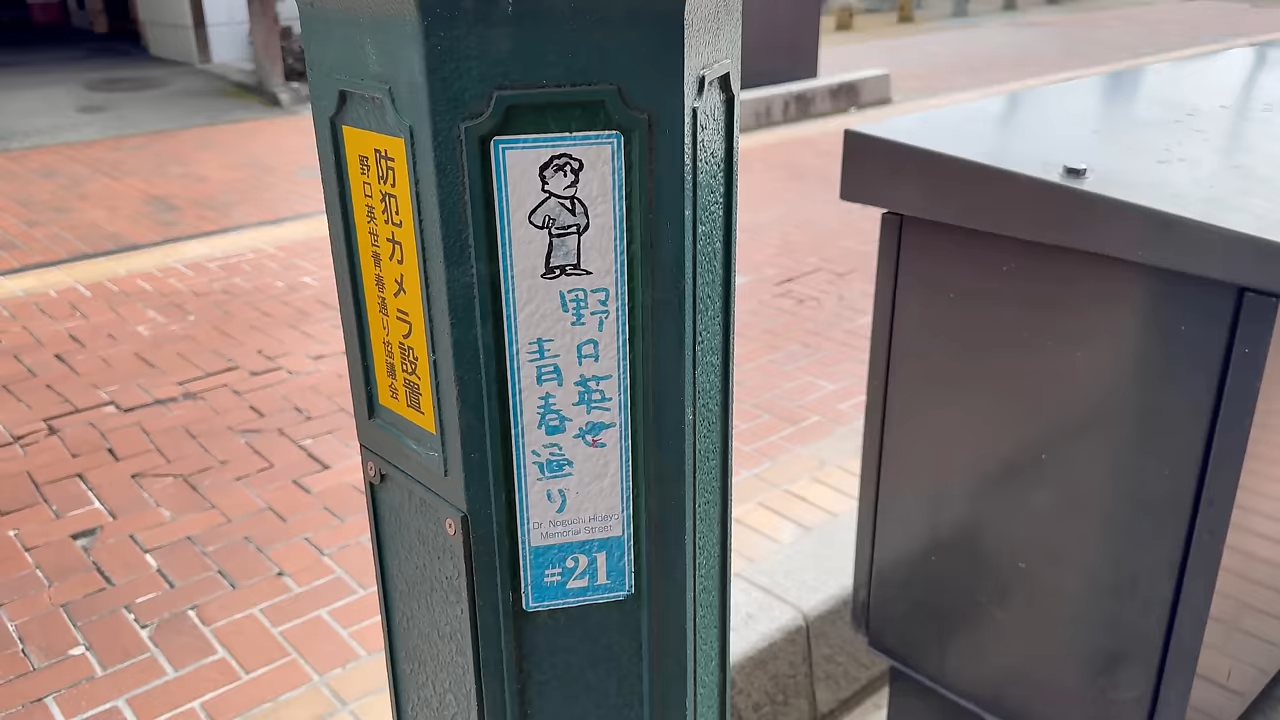 防犯カメラ設置
野口英世青春通り協議会
野口英世
青春通り
Dr. Noguchi Hideyo
Memorial Street
#21